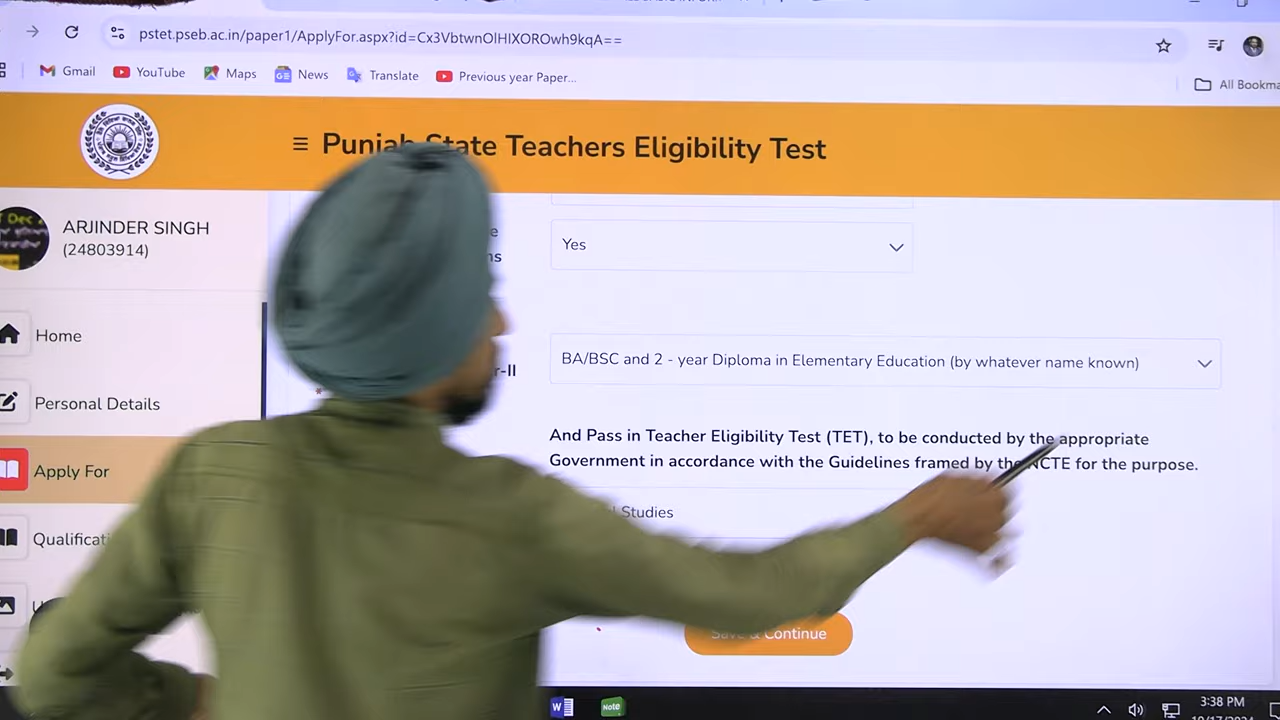 pstet.pseb.ac.in/paper1/ApplyFor.aspx?id=Cx3VbtwnOlHIXOROwh9kqA==
Gmail YouTube Maps News Translate Previous year Paper... All Bookma
Punjab State Teachers Eligibility Test
ARJINDER SINGH
(24803914)
Yes
Home
BA/BSC and 2 - year Diploma in Elementary Education (by whatever name known)
r-II
*
Personal Details
And Pass in Teacher Eligibility Test (TET), to be conducted by the appropriate
Government in accordance with the Guidelines framed by the NCTE for the purpose.
Apply For
Studies
Qualificati
Save & Continue
W
Note
3:38 PM